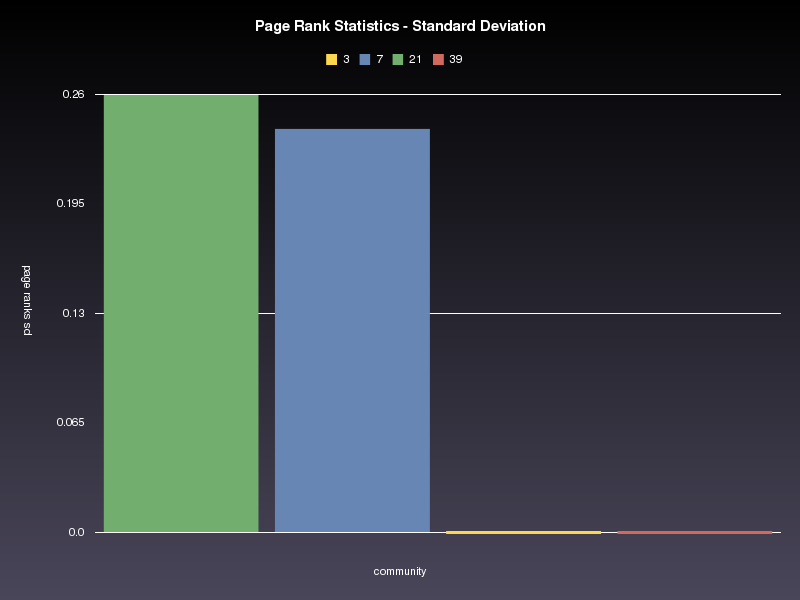 Page Rank Statistics - Standard Deviation
3 7 21 39
0.26
0.195
0.13
0.065
0.0
page ranks sd
community